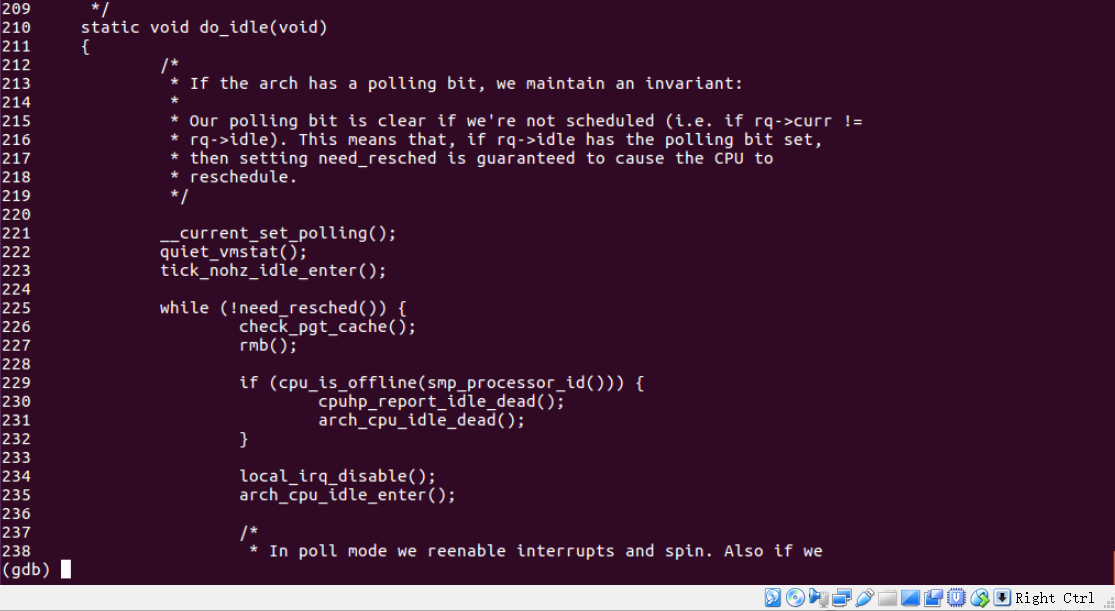 209      */
210     static void do_idle(void)
211     {
212             /*
213              * If the arch has a polling bit, we maintain an invariant:
214              *
215              * Our polling bit is clear if we're not scheduled (i.e. if rq->curr !=
216              * rq->idle). This means that, if rq->idle has the polling bit set,
217              * then setting need_resched is guaranteed to cause the CPU to
218              * reschedule.
219              */
220
221             __current_set_polling();
222             quiet_vmstat();
223             tick_nohz_idle_enter();
224
225             while (!need_resched()) {
226                     check_pgt_cache();
227                     rmb();
228
229                     if (cpu_is_offline(smp_processor_id())) {
230                             cpuhp_report_idle_dead();
231                             arch_cpu_idle_dead();
232                     }
233
234                     local_irq_disable();
235                     arch_cpu_idle_enter();
236
237                     /*
238                      * In poll mode we reenable interrupts and spin. Also if we
(gdb)
Right Ctrl